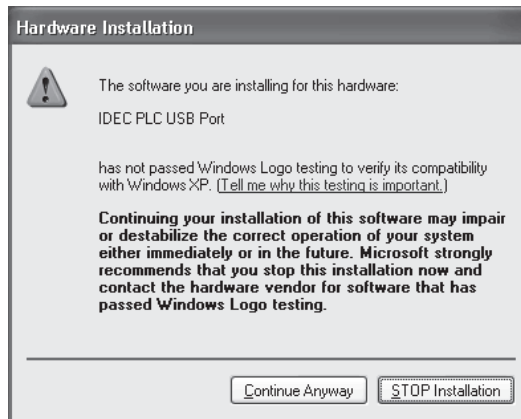 Hardware Installation
The software you are installing for this hardware:
IDEC PLC USB Port
has not passed Windows Logo testing to verify its compatibility
with Windows XP. (Tell me why this testing is important.)
Continuing your installation of this software may impair
or destabilize the correct operation of your system
either immediately or in the future. Microsoft strongly
recommends that you stop this installation now and
contact the hardware vendor for software that has
passed Windows Logo testing.
Continue Anyway
STOP Installation